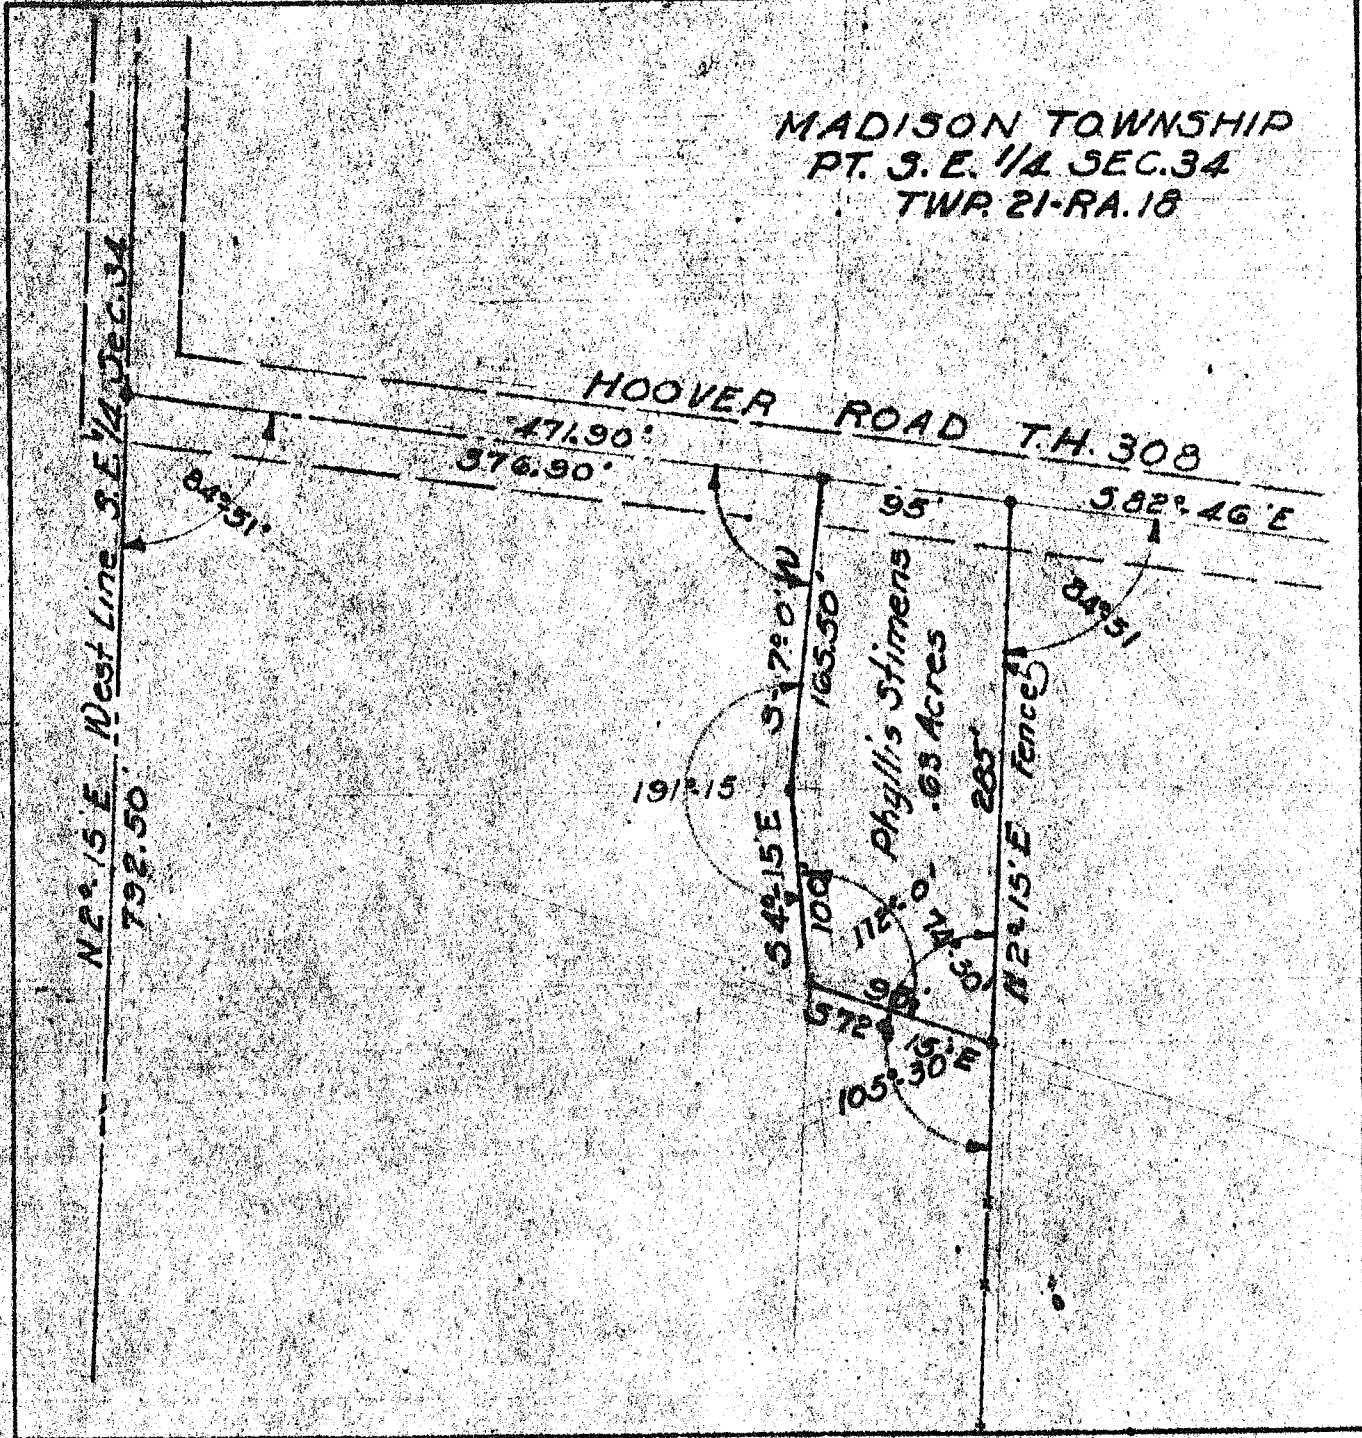 MADISON TOWNSHIP
PT. S. E. 1/4 SEC. 34
TWP. 21-RA. 18
HOOVER ROAD T.H. 308
471.90'
376.90'
95'
S 82°-46'E
84°-51'
84°-51'
N 2°-15' E West Line S.E. 1/4 Sec. 34
792.50'
S-7°-0'W
165.50'
Phyllis Stimens
.63 Acres
285'
Fence
N 2°-15' E
191°-15
S 4°-15'E
100'
112°-0-
74°-30'
S 72° 15' E
105°-30'